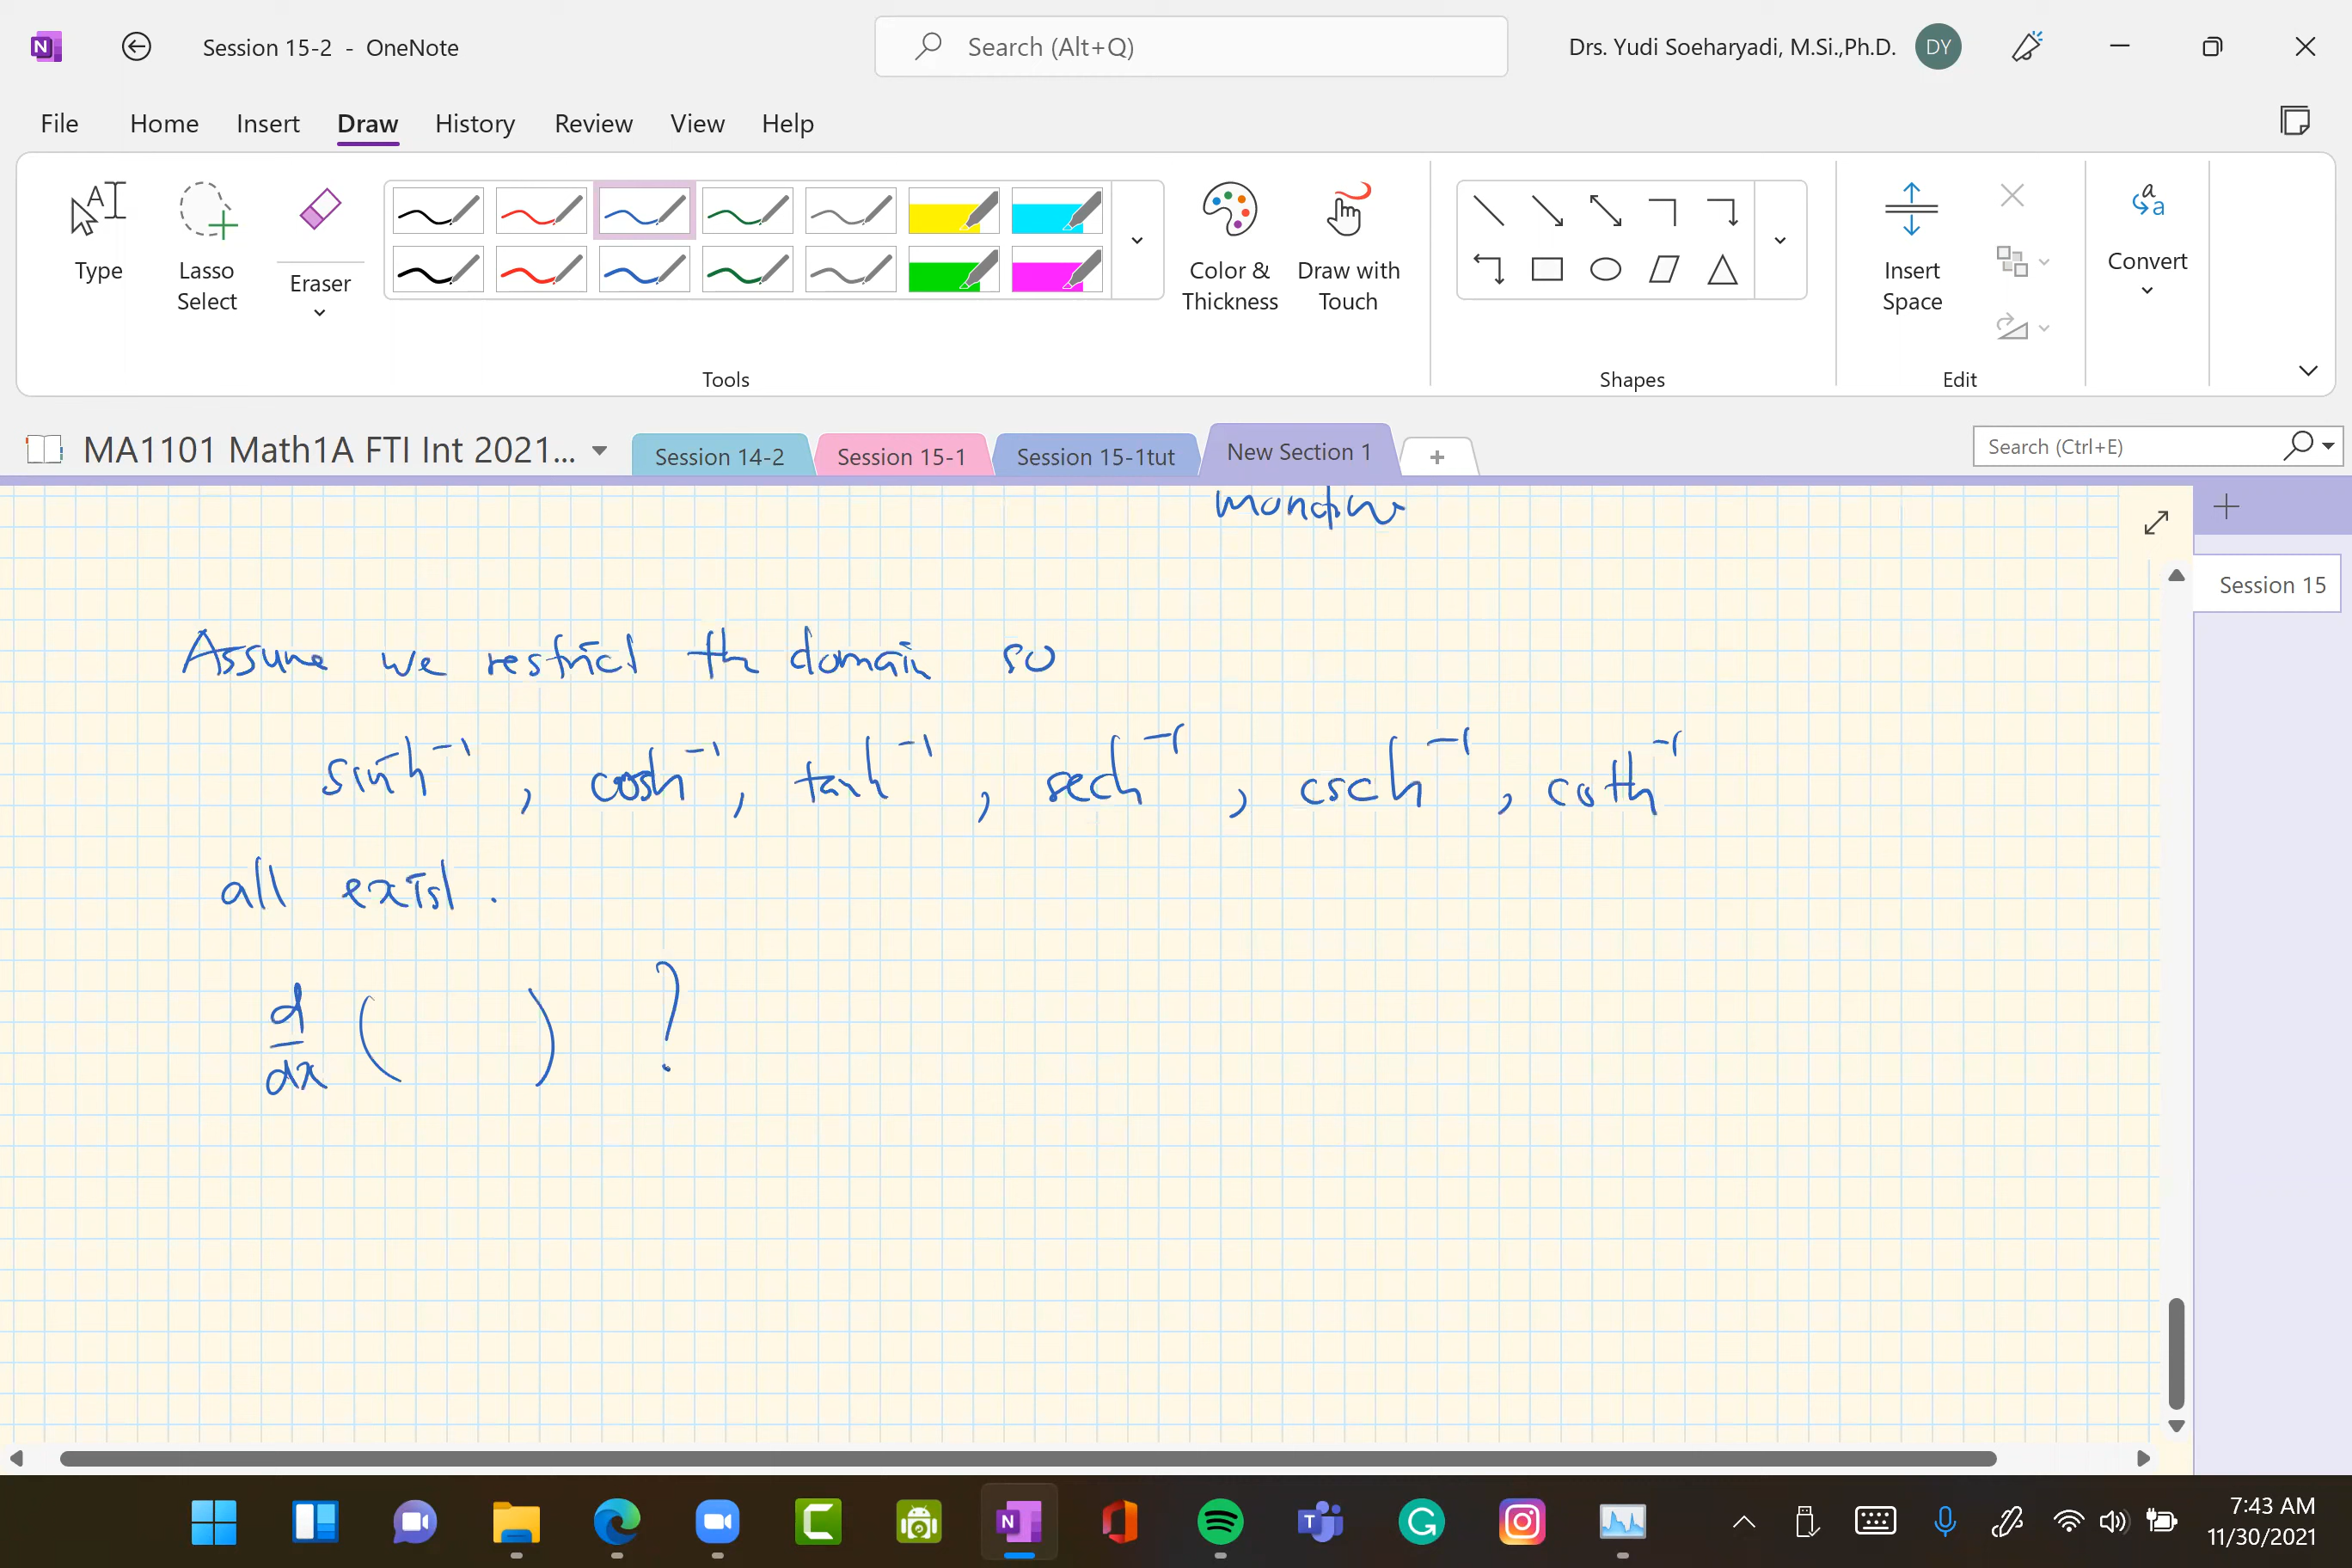 Session 15-2 - OneNote
Search (Alt+Q)
Drs. Yudi Soeharyadi, M.Si.,Ph.D.
DY
File Home Insert Draw History Review View Help
Type
Lasso Select
Eraser
Color & Thickness
Draw with Touch
Insert Space
Convert
Tools
Shapes
Edit
MA1101 Math1A FTI Int 2021...
Session 14-2
Session 15-1
Session 15-1tut
New Section 1
Search (Ctrl+E)
Session 15
Assume we restrict th domain so
sinh⁻¹, cosh⁻¹, tanh⁻¹, sech⁻¹, csch⁻¹, coth⁻¹
all exist.
d/dx ( ) ?
7:43 AM
11/30/2021